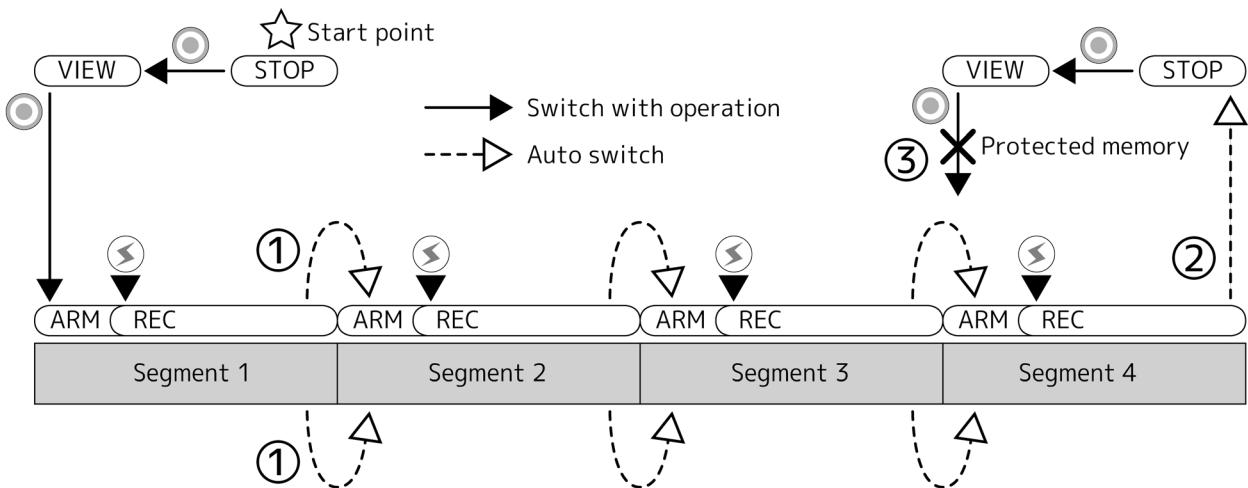 Start point
VIEW STOP
VIEW STOP
Switch with operation
Auto switch
③ Protected memory
① ②
ARM REC ARM REC ARM REC ARM REC
Segment 1 Segment 2 Segment 3 Segment 4
①